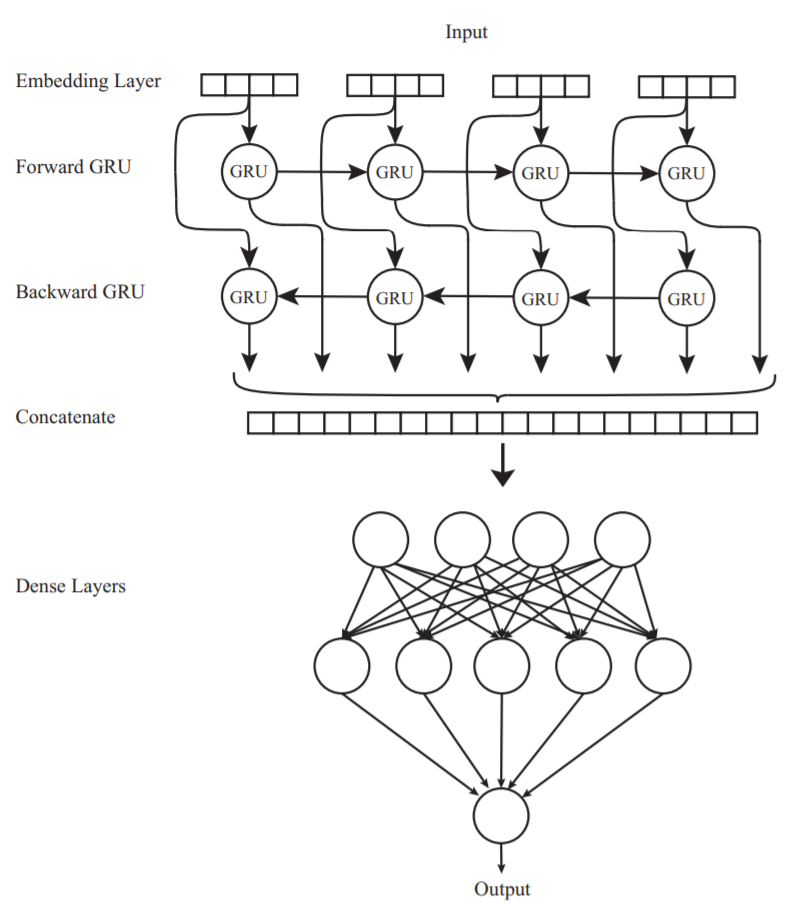 Input
Embedding Layer
Forward GRU
GRU
GRU
GRU
GRU
Backward GRU
GRU
GRU
GRU
GRU
Concatenate
Dense Layers
Output